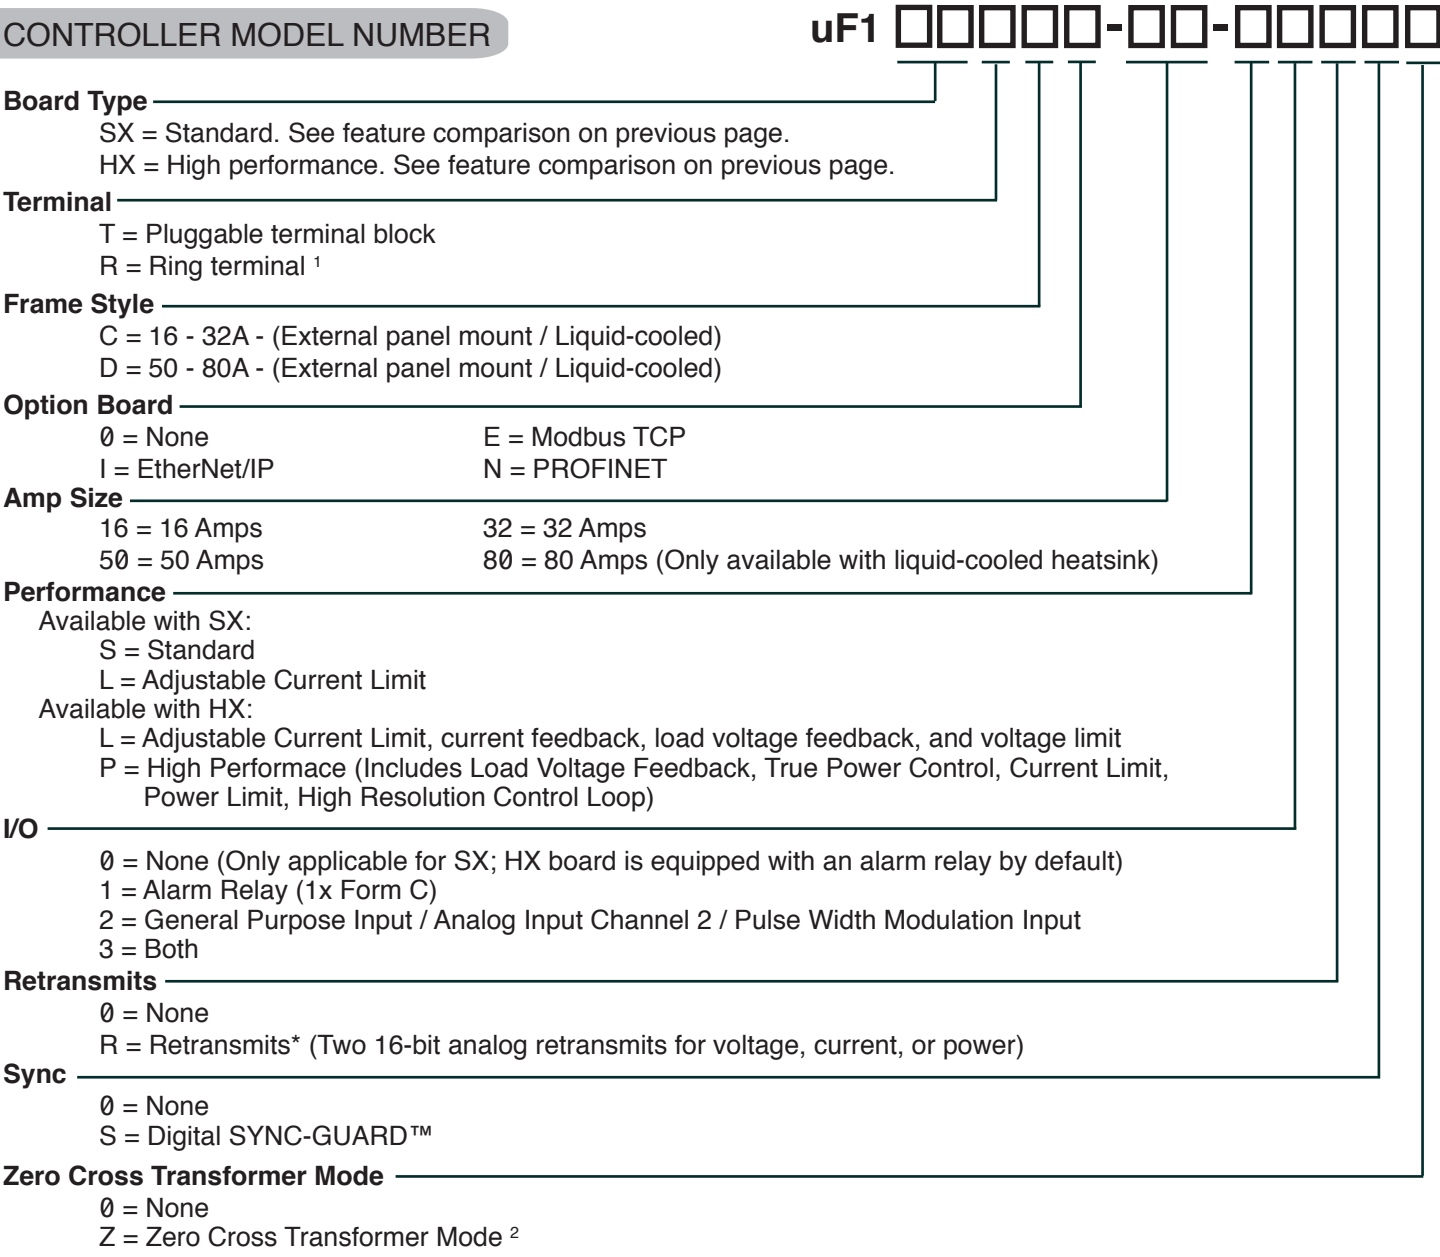 CONTROLLER MODEL NUMBER
uF1 □□□□□-□□-□□□□□
Board Type
SX = Standard. See feature comparison on previous page.
HX = High performance. See feature comparison on previous page.
Terminal
T = Pluggable terminal block
R = Ring terminal ¹
Frame Style
C = 16 - 32A - (External panel mount / Liquid-cooled)
D = 50 - 80A - (External panel mount / Liquid-cooled)
Option Board
0 = None E = Modbus TCP
I = EtherNet/IP N = PROFINET
Amp Size
16 = 16 Amps 32 = 32 Amps
50 = 50 Amps 80 = 80 Amps (Only available with liquid-cooled heatsink)
Performance
Available with SX:
S = Standard
L = Adjustable Current Limit
Available with HX:
L = Adjustable Current Limit, current feedback, load voltage feedback, and voltage limit
P = High Performace (Includes Load Voltage Feedback, True Power Control, Current Limit,
Power Limit, High Resolution Control Loop)
I/O
0 = None (Only applicable for SX; HX board is equipped with an alarm relay by default)
1 = Alarm Relay (1x Form C)
2 = General Purpose Input / Analog Input Channel 2 / Pulse Width Modulation Input
3 = Both
Retransmits
0 = None
R = Retransmits* (Two 16-bit analog retransmits for voltage, current, or power)
Sync
0 = None
S = Digital SYNC-GUARD™
Zero Cross Transformer Mode
0 = None
Z = Zero Cross Transformer Mode ²